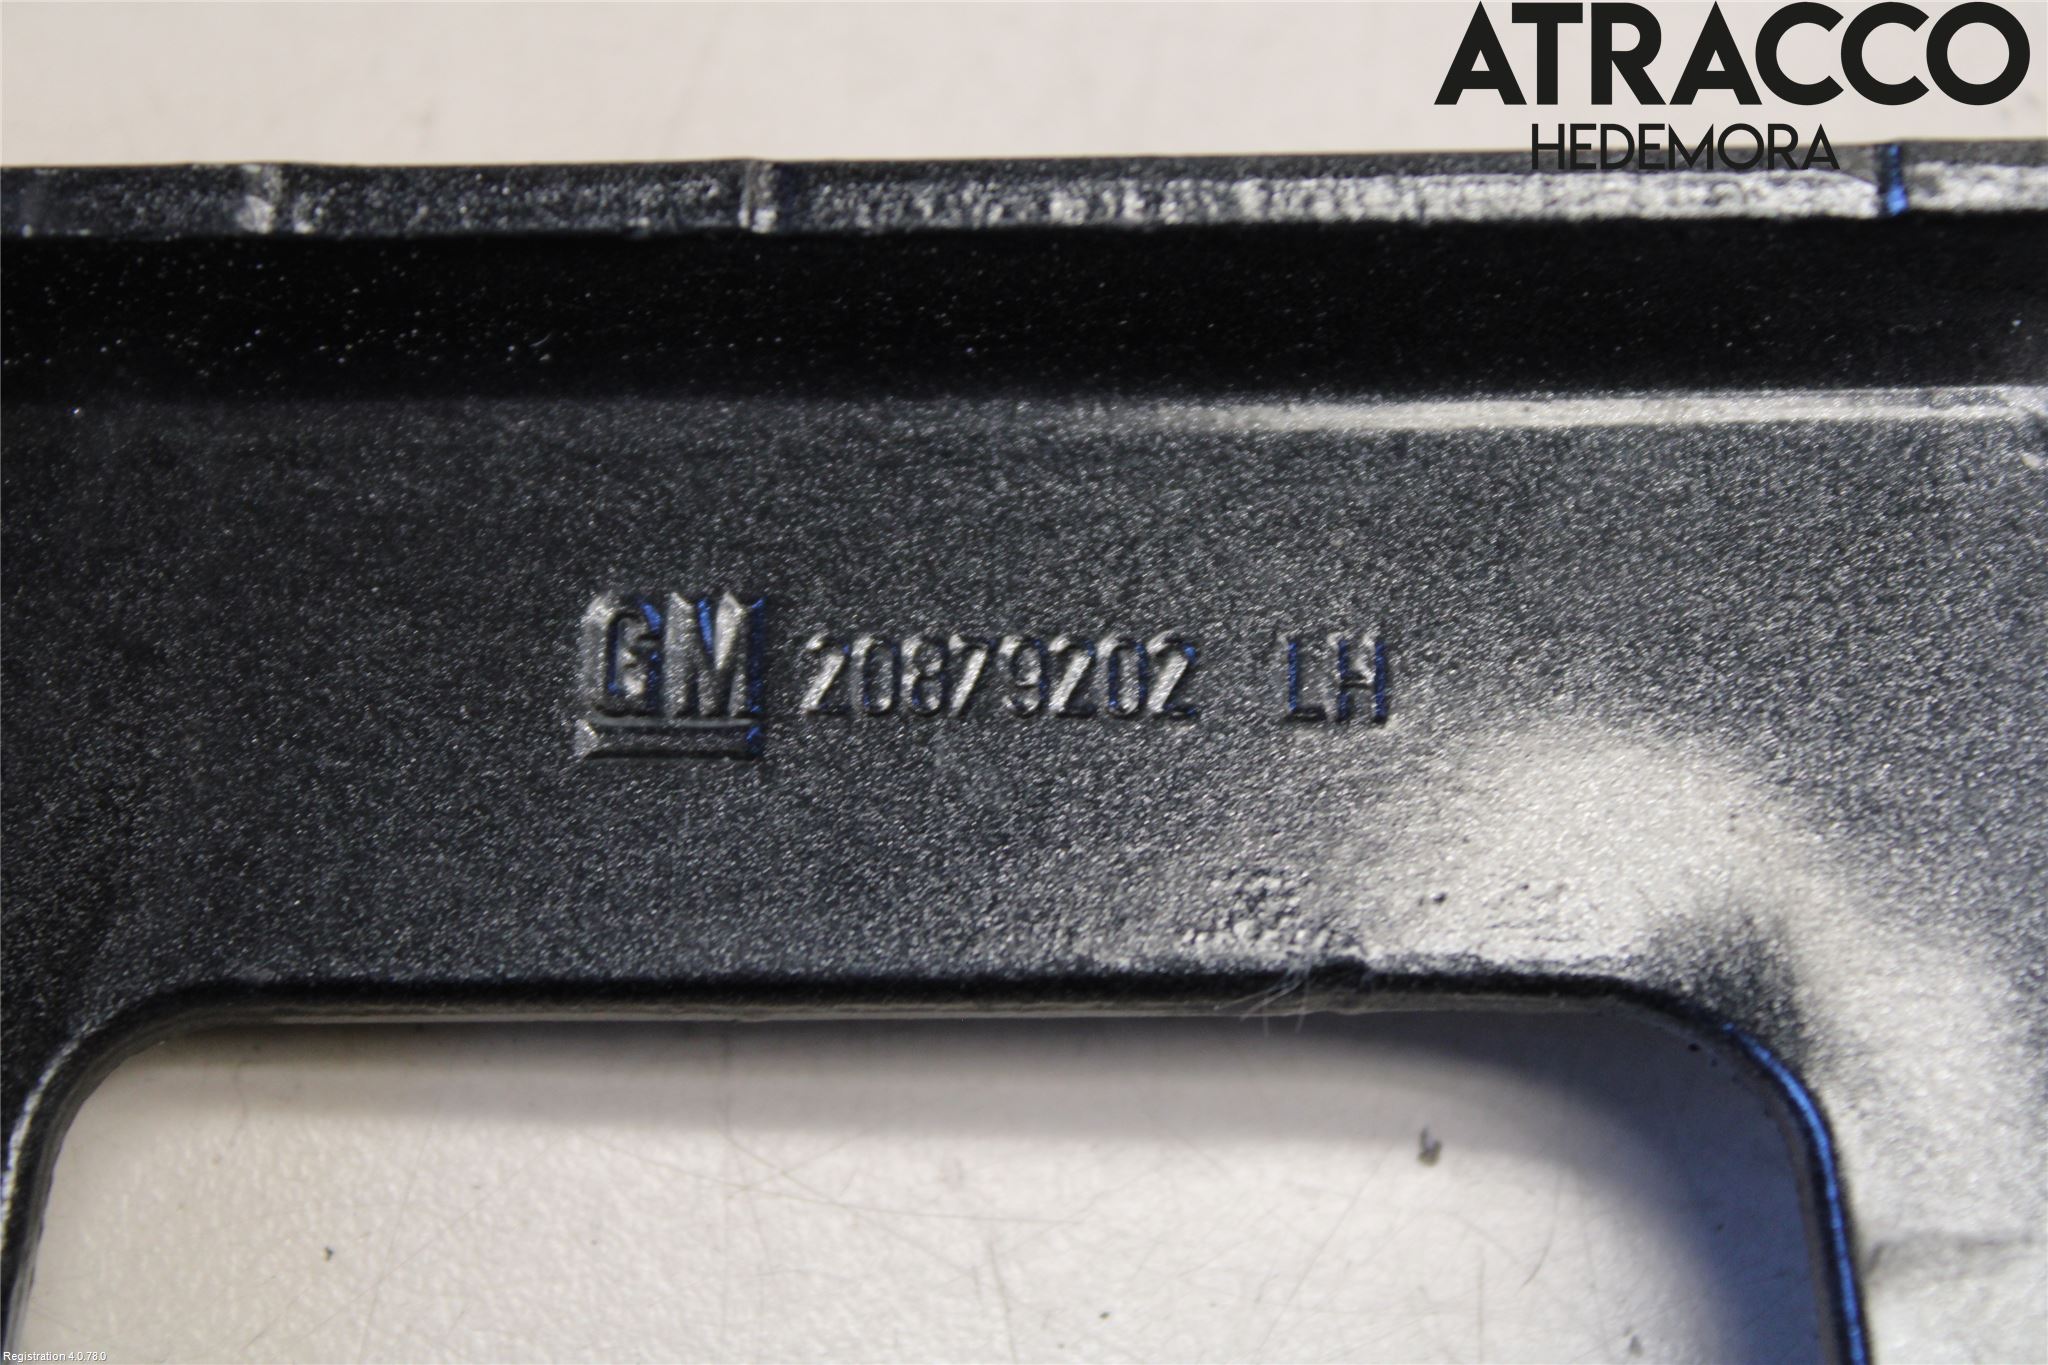 ATRACCO
HEDEMORA
GM 20879202 LH
Registration 4.0.78.0